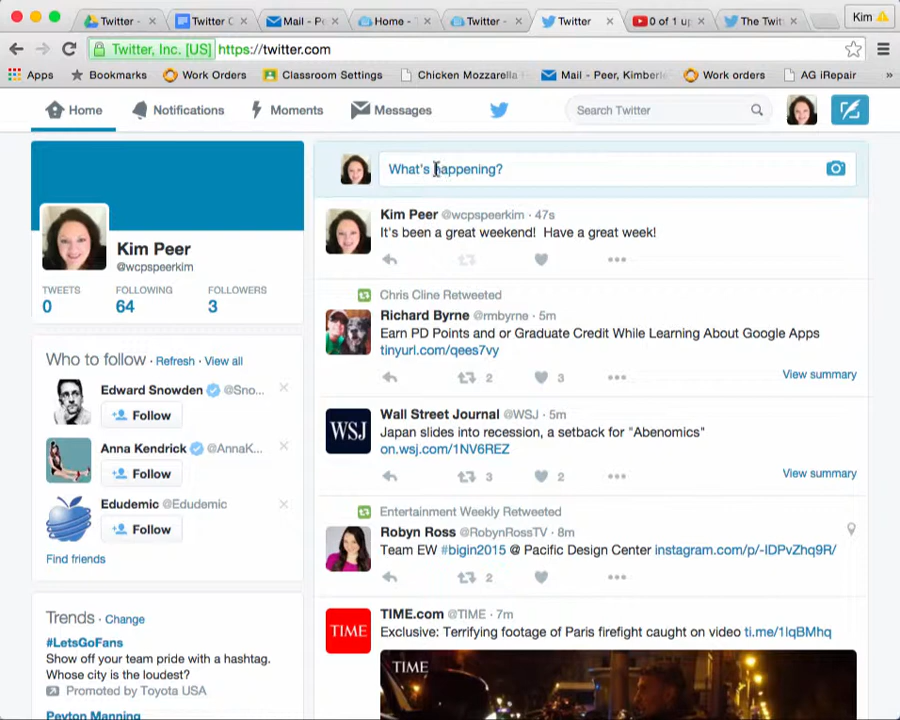 Twitter -
Twitter C
Mail - P
Home -
Twitter -
Twitter
0 of 1 up
The Twit
Kim
Twitter, Inc. [US] https://twitter.com
Apps
Bookmarks
Work Orders
Classroom Settings
Chicken Mozzarella
Mail - Peer, Kimberle
Work orders
AG iRepair
»
Home
Notifications
Moments
Messages
Search Twitter
What's happening?
Kim Peer
@wcpspeerkim
TWEETS
FOLLOWING
FOLLOWERS
0
64
3
Kim Peer @wcpspeerkim · 47s
It's been a great weekend! Have a great week!
Chris Cline Retweeted
Richard Byrne @rmbyrne · 5m
Earn PD Points and or Graduate Credit While Learning About Google Apps
tinyurl.com/qees7vy
2
3
View summary
Wall Street Journal @WSJ · 5m
Japan slides into recession, a setback for "Abenomics"
on.wsj.com/1NV6REZ
3
2
View summary
WSJ
Entertainment Weekly Retweeted
Robyn Ross @RobynRossTV · 8m
Team EW #bigin2015 @ Pacific Design Center instagram.com/p/-IDPvZhq9R/
2
TIME.com @TIME · 7m
Exclusive: Terrifying footage of Paris firefight caught on video ti.me/1lqBMhq
TIME
TIME
Who to follow · Refresh · View all
Edward Snowden @Sno...
Follow
Anna Kendrick @AnnaK...
Follow
Edudemic @Edudemic
Follow
Find friends
Trends · Change
#LetsGoFans
Show off your team pride with a hashtag.
Whose city is the loudest?
Promoted by Toyota USA
Peyton Manning